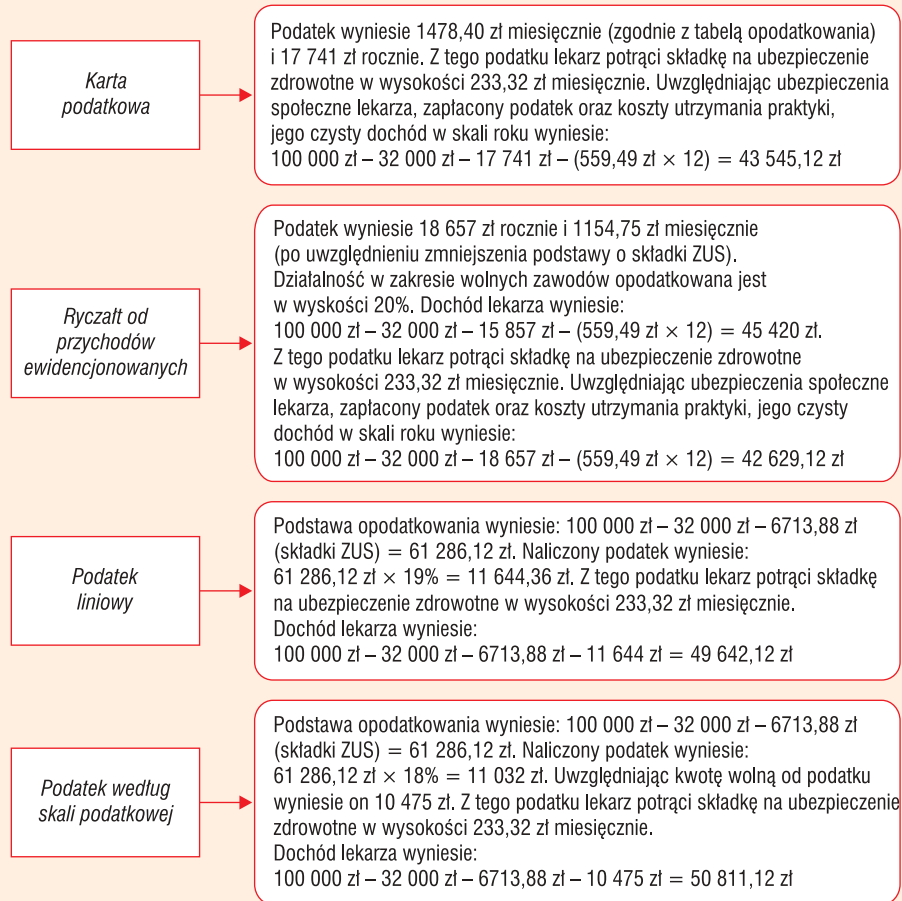 Karta
podatkowa
Podatek wyniesie 1478,40 zł miesięcznie (zgodnie z tabelą opodatkowania)
i 17 741 zł rocznie. Z tego podatku lekarz potrąci składkę na ubezpieczenie
zdrowotne w wysokości 233,32 zł miesięcznie. Uwzględniając ubezpieczenia
społeczne lekarza, zapłacony podatek oraz koszty utrzymania praktyki,
jego czysty dochód w skali roku wyniesie:
100 000 zł – 32 000 zł – 17 741 zł – (559,49 zł × 12) = 43 545,12 zł
Ryczałt od
przychodów
ewidencjonowanych
Podatek wyniesie 18 657 zł rocznie i 1154,75 zł miesięcznie
(po uwzględnieniu zmniejszenia podstawy o składki ZUS).
Działalność w zakresie wolnych zawodów opodatkowana jest
w wyskości 20%. Dochód lekarza wyniesie:
100 000 zł – 32 000 zł – 15 857 zł – (559,49 zł × 12) = 45 420 zł.
Z tego podatku lekarz potrąci składkę na ubezpieczenie zdrowotne
w wysokości 233,32 zł miesięcznie. Uwzględniając ubezpieczenia społeczne
lekarza, zapłacony podatek oraz koszty utrzymania praktyki, jego czysty
dochód w skali roku wyniesie:
100 000 zł – 32 000 zł – 18 657 zł – (559,49 zł × 12) = 42 629,12 zł
Podatek
liniowy
Podstawa opodatkowania wyniesie: 100 000 zł – 32 000 zł – 6713,88 zł
(składki ZUS) = 61 286,12 zł. Naliczony podatek wyniesie:
61 286,12 zł × 19% = 11 644,36 zł. Z tego podatku lekarz potrąci składkę
na ubezpieczenie zdrowotne w wysokości 233,32 zł miesięcznie.
Dochód lekarza wyniesie:
100 000 zł – 32 000 zł – 6713,88 zł – 11 644 zł = 49 642,12 zł
Podatek według
skali podatkowej
Podstawa opodatkowania wyniesie: 100 000 zł – 32 000 zł – 6713,88 zł
(składki ZUS) = 61 286,12 zł. Naliczony podatek wyniesie:
61 286,12 zł × 18% = 11 032 zł. Uwzględniając kwotę wolną od podatku
wyniesie on 10 475 zł. Z tego podatku lekarz potrąci składkę na ubezpieczenie
zdrowotne w wysokości 233,32 zł miesięcznie.
Dochód lekarza wyniesie:
100 000 zł – 32 000 zł – 6713,88 zł – 10 475 zł = 50 811,12 zł